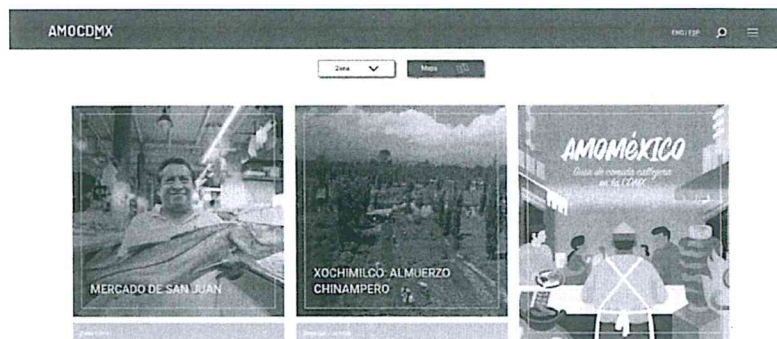 AMOCDMX
ENG / ESP
Zona
Mapa
MERCADO DE SAN JUAN
XOCHIMILCO: ALMUERZO
CHINAMPERO
AMOMéXICO
Guía de comida callejera
en la CDMX